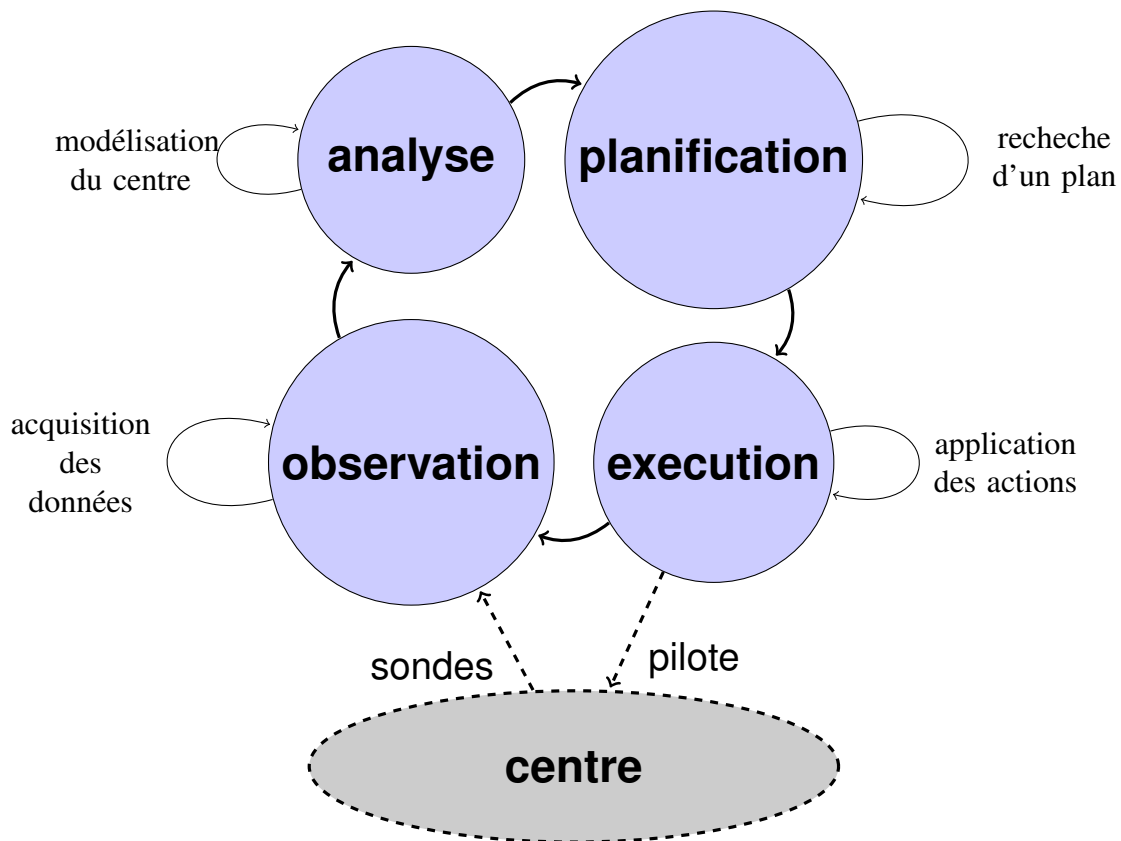 modélisation
du centre
analyse
planification
recheche
d'un plan
acquisition
des
données
observation
execution
application
des actions
sondes
pilote
centre